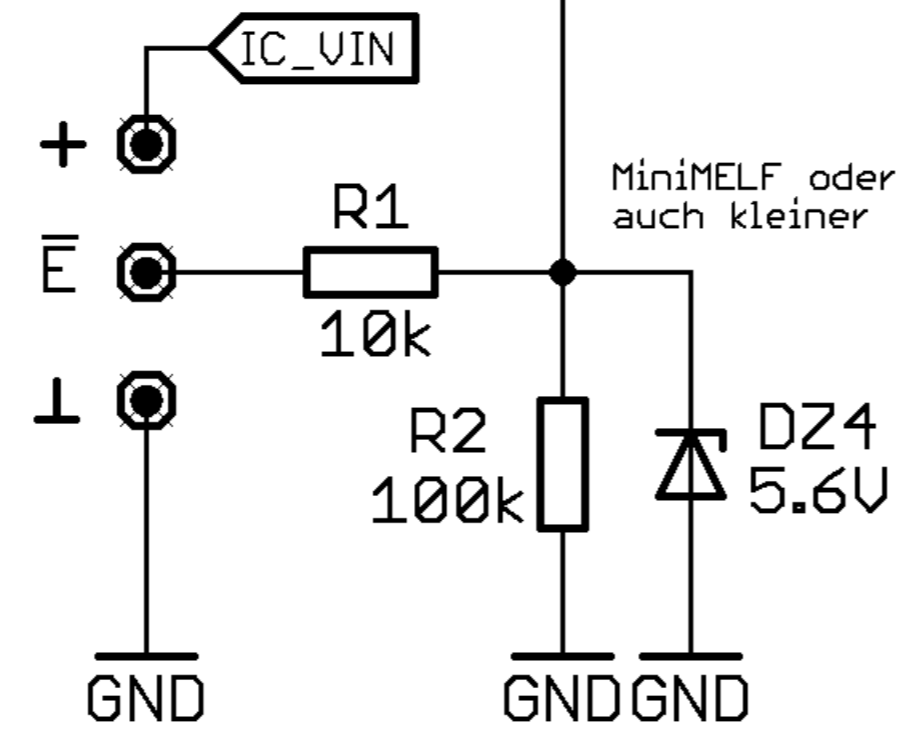 IC_VIN
+
MiniMELF oder
auch kleiner
R1
E̅
10k
⊥
R2
100k
DZ4
5.6V
GND
GND
GND